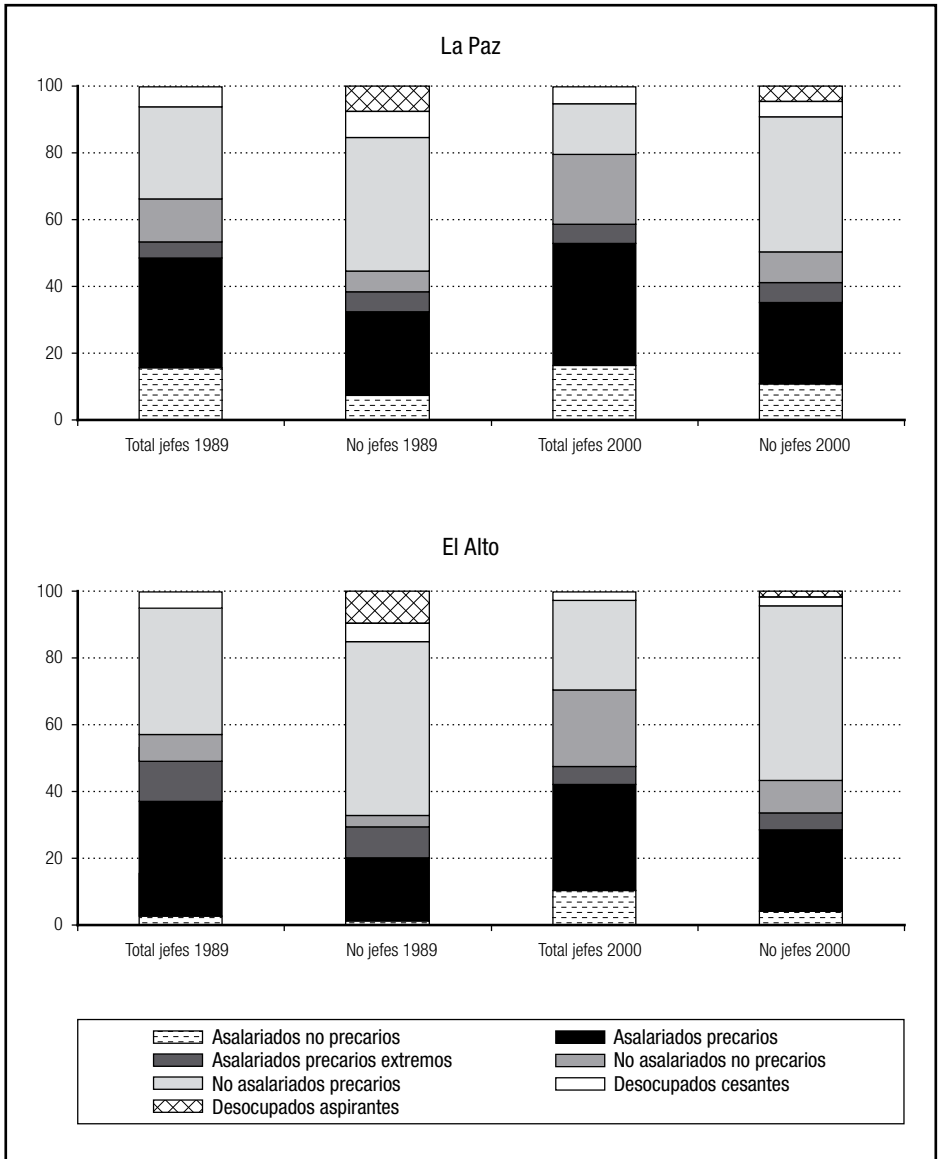 La Paz
100
80
60
40
20
0
Total jefes 1989 No jefes 1989 Total jefes 2000 No jefes 2000
El Alto
100
80
60
40
20
0
Total jefes 1989 No jefes 1989 Total jefes 2000 No jefes 2000
Asalariados no precarios Asalariados precarios
Asalariados precarios extremos No asalariados no precarios
No asalariados precarios Desocupados cesantes
Desocupados aspirantes